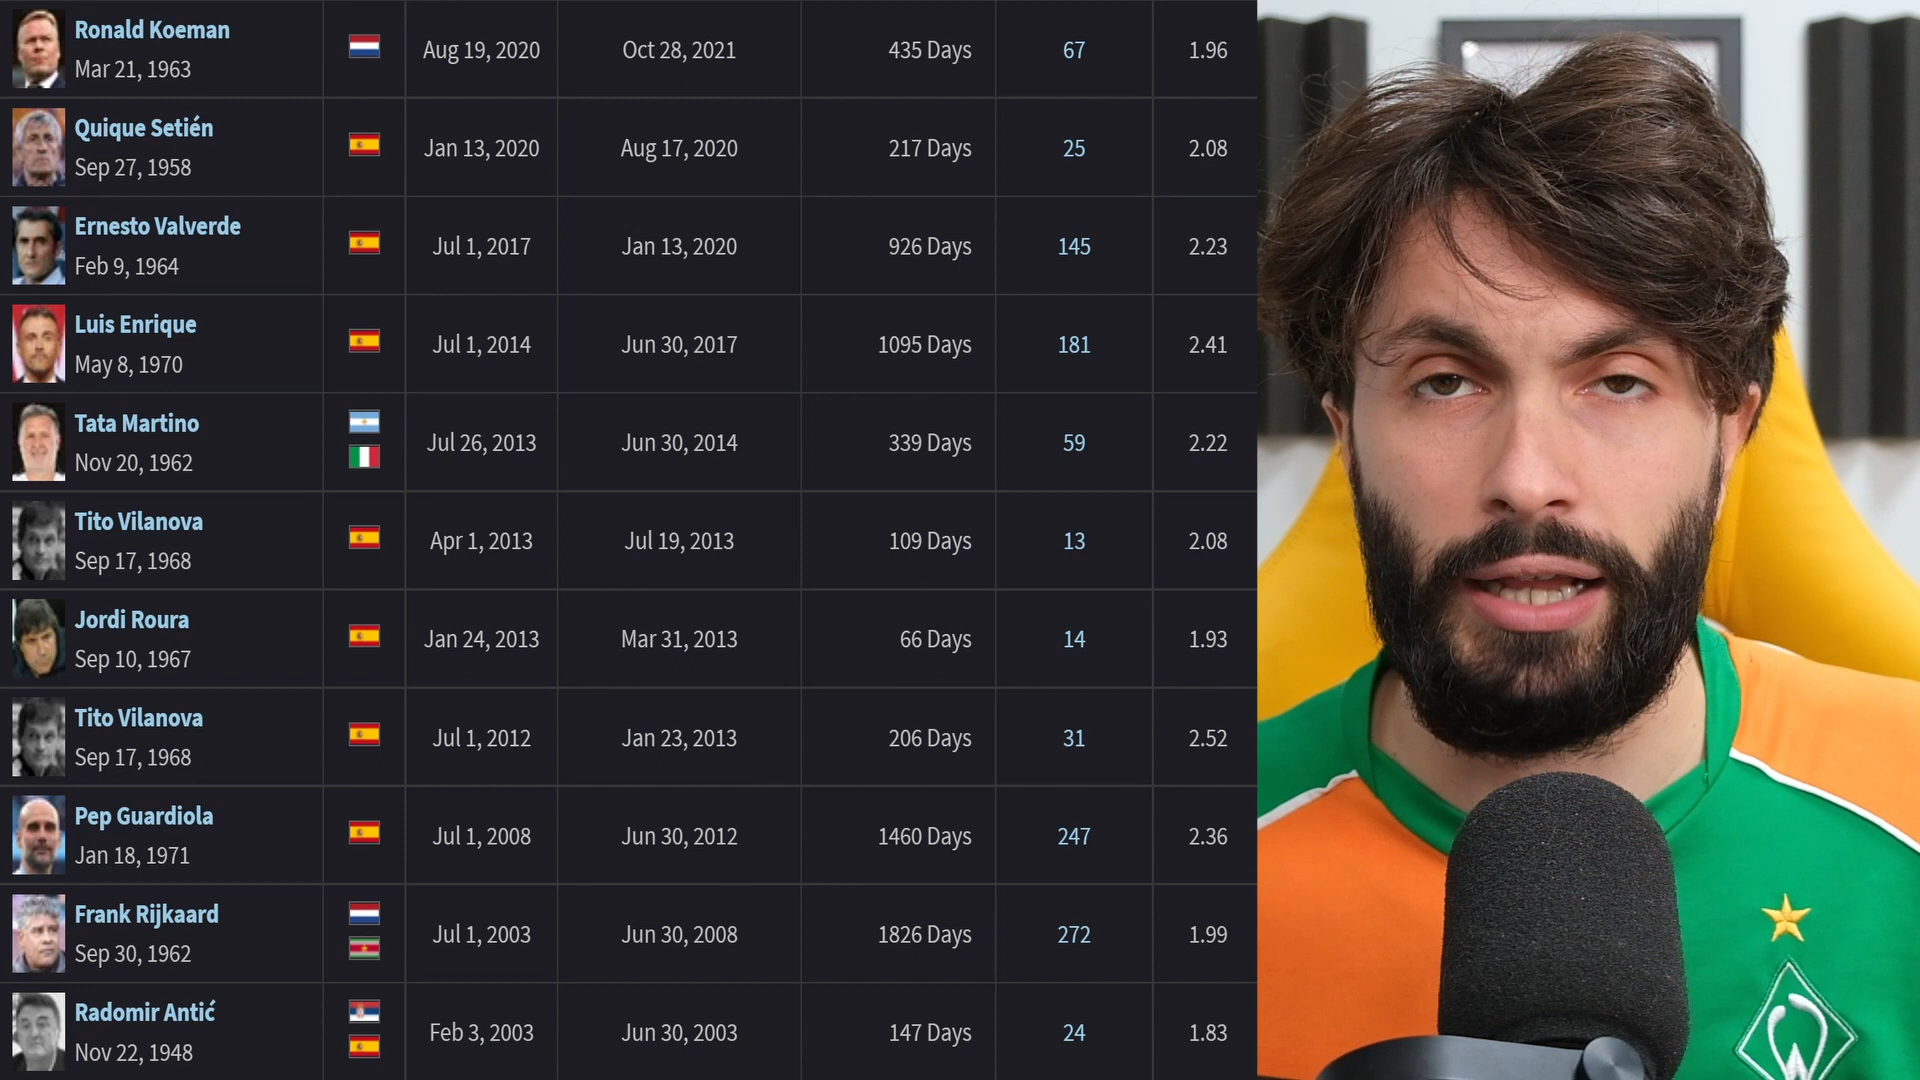 Ronald Koeman
Mar 21, 1963
Aug 19, 2020 Oct 28, 2021 435 Days 67 1.96
Quique Setién
Sep 27, 1958
Jan 13, 2020 Aug 17, 2020 217 Days 25 2.08
Ernesto Valverde
Feb 9, 1964
Jul 1, 2017 Jan 13, 2020 926 Days 145 2.23
Luis Enrique
May 8, 1970
Jul 1, 2014 Jun 30, 2017 1095 Days 181 2.41
Tata Martino
Nov 20, 1962
Jul 26, 2013 Jun 30, 2014 339 Days 59 2.22
Tito Vilanova
Sep 17, 1968
Apr 1, 2013 Jul 19, 2013 109 Days 13 2.08
Jordi Roura
Sep 10, 1967
Jan 24, 2013 Mar 31, 2013 66 Days 14 1.93
Tito Vilanova
Sep 17, 1968
Jul 1, 2012 Jan 23, 2013 206 Days 31 2.52
Pep Guardiola
Jan 18, 1971
Jul 1, 2008 Jun 30, 2012 1460 Days 247 2.36
Frank Rijkaard
Sep 30, 1962
Jul 1, 2003 Jun 30, 2008 1826 Days 272 1.99
Radomir Antić
Nov 22, 1948
Feb 3, 2003 Jun 30, 2003 147 Days 24 1.83